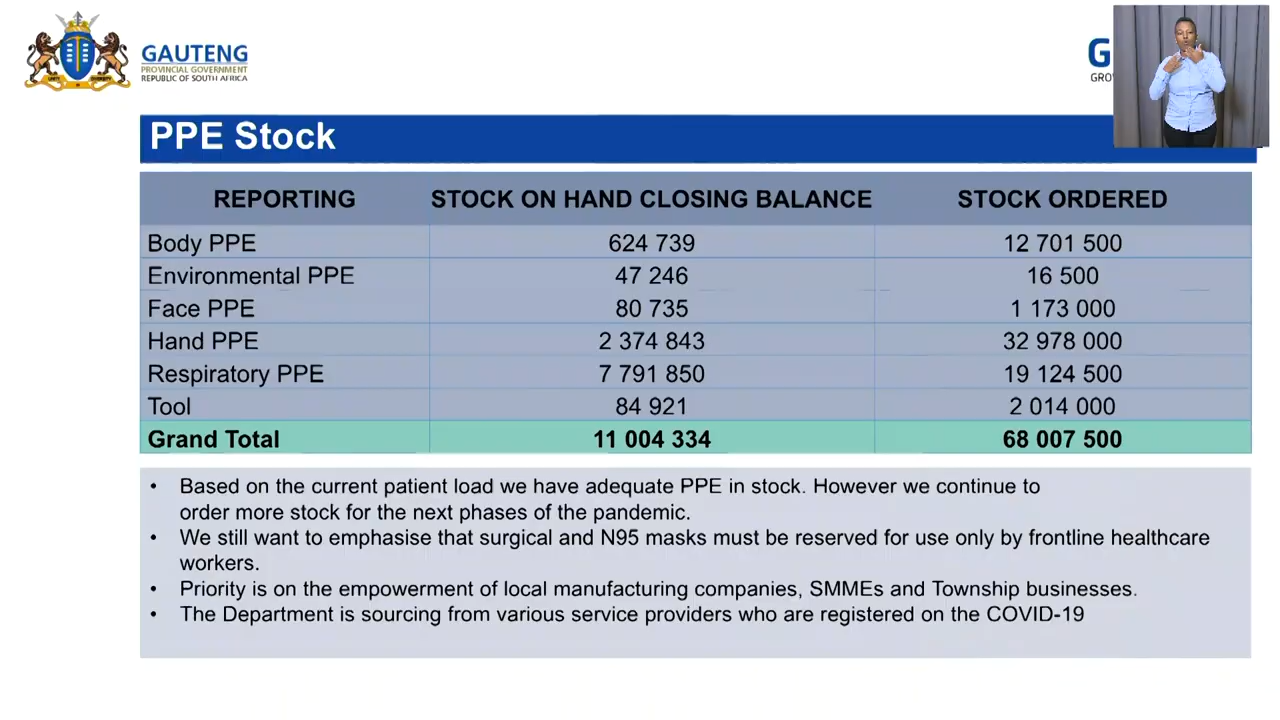 GAUTENG
PROVINCIAL GOVERNMENT
REPUBLIC OF SOUTH AFRICA
UNITY DIVERSITY
PPE Stock
REPORTING STOCK ON HAND CLOSING BALANCE STOCK ORDERED
Body PPE 624 739 12 701 500
Environmental PPE 47 246 16 500
Face PPE 80 735 1 173 000
Hand PPE 2 374 843 32 978 000
Respiratory PPE 7 791 850 19 124 500
Tool 84 921 2 014 000
Grand Total 11 004 334 68 007 500
• Based on the current patient load we have adequate PPE in stock. However we continue to
order more stock for the next phases of the pandemic.
• We still want to emphasise that surgical and N95 masks must be reserved for use only by frontline healthcare
workers.
• Priority is on the empowerment of local manufacturing companies, SMMEs and Township businesses.
• The Department is sourcing from various service providers who are registered on the COVID-19